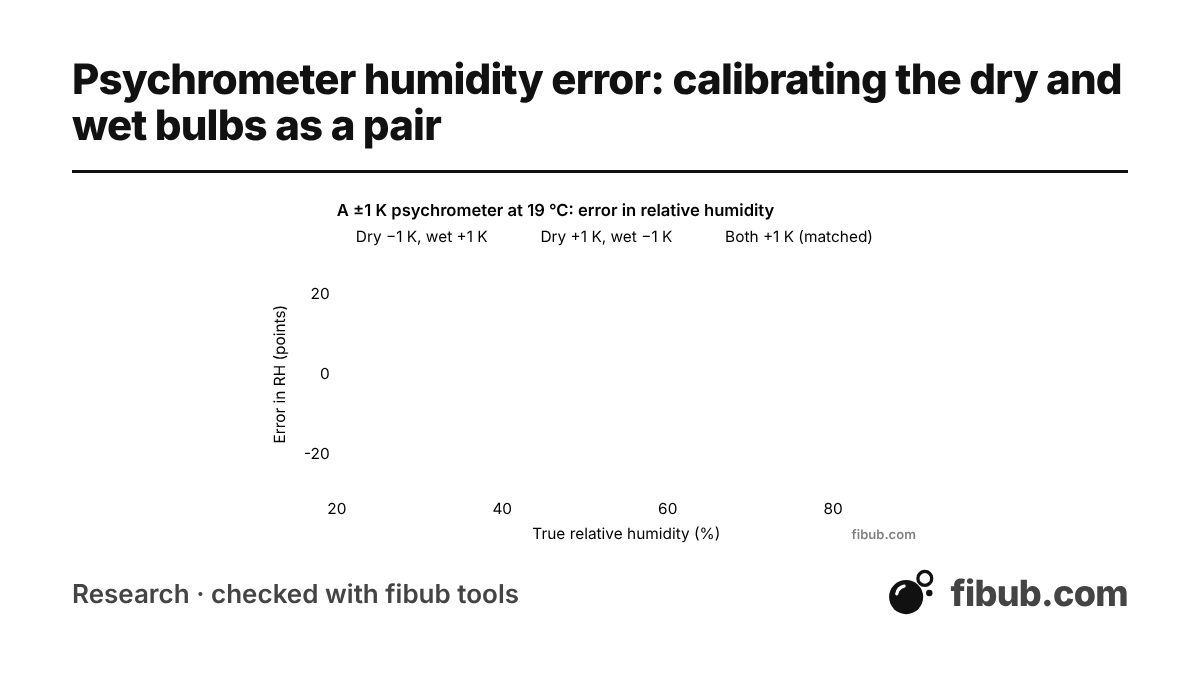 Psychrometer humidity error: calibrating the dry and
wet bulbs as a pair
A ±1 K psychrometer at 19 °C: error in relative humidity
Dry −1 K, wet +1 K
Dry +1 K, wet −1 K
Both +1 K (matched)
Error in RH (points)
20
0
-20
20
40
60
80
True relative humidity (%)
fibub.com
Research · checked with fibub tools
fibub.com